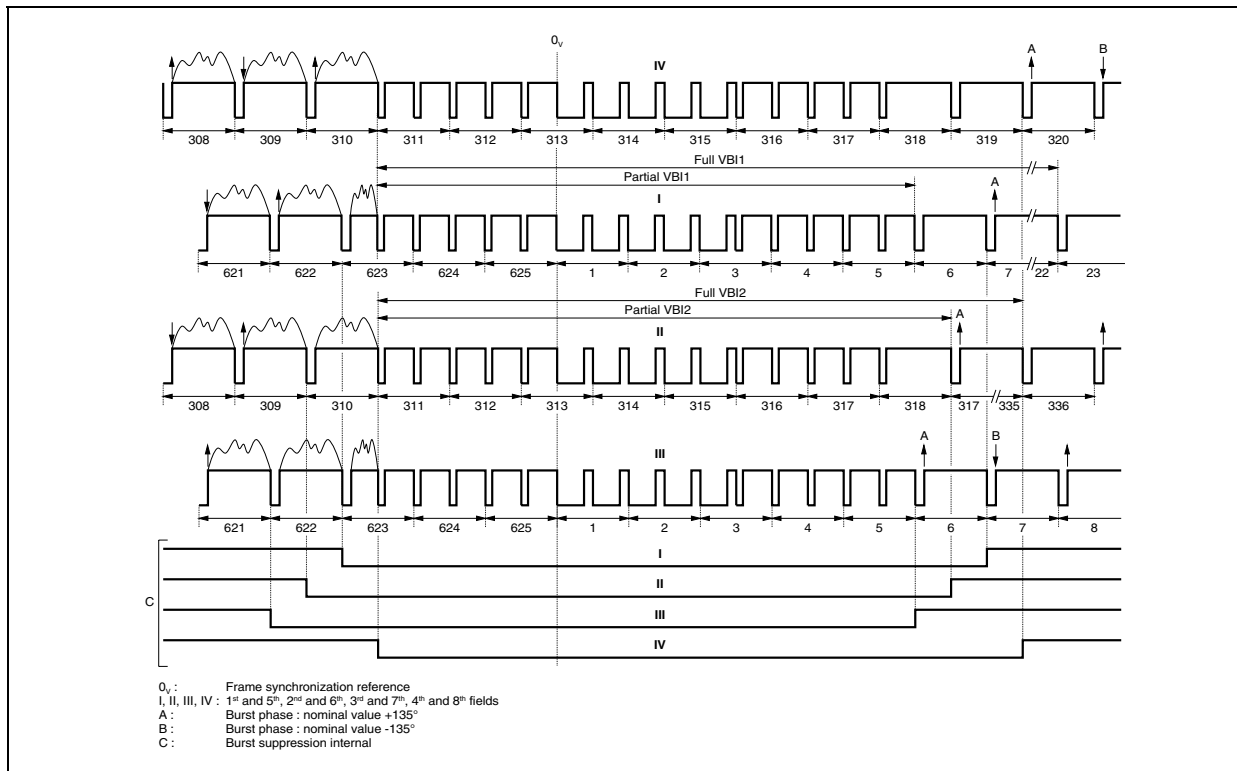 0V
A
B
IV
308 309 310 311 312 313 314 315 316 317 318 319 320
Full VBI1
Partial VBI1
I
A
621 622 623 624 625 1 2 3 4 5 6 7 22 23
Full VBI2
Partial VBI2
II
A
308 309 310 311 312 313 314 315 316 317 318 317 335 336
III
A
B
621 622 623 624 625 1 2 3 4 5 6 7 8
I
II
C
III
IV
0V : Frame synchronization reference
I, II, III, IV : 1st and 5th, 2nd and 6th, 3rd and 7th, 4th and 8th fields
A : Burst phase : nominal value +135°
B : Burst phase : nominal value -135°
C : Burst suppression internal